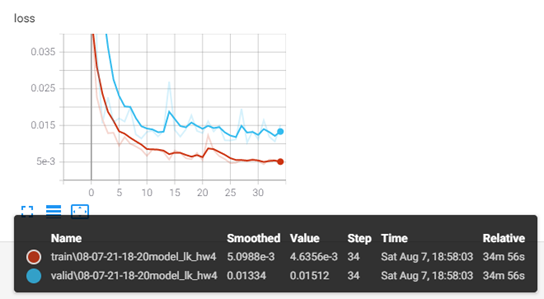 loss
0.035
0.025
0.015
5e-3
0 5 10 15 20 25 30
Name Smoothed Value Step Time Relative
train\08-07-21-18-20model_lk_hw4 5.0988e-3 4.6356e-3 34 Sat Aug 7, 18:58:03 34m 56s
valid\08-07-21-18-20model_lk_hw4 0.01334 0.01512 34 Sat Aug 7, 18:58:03 34m 56s